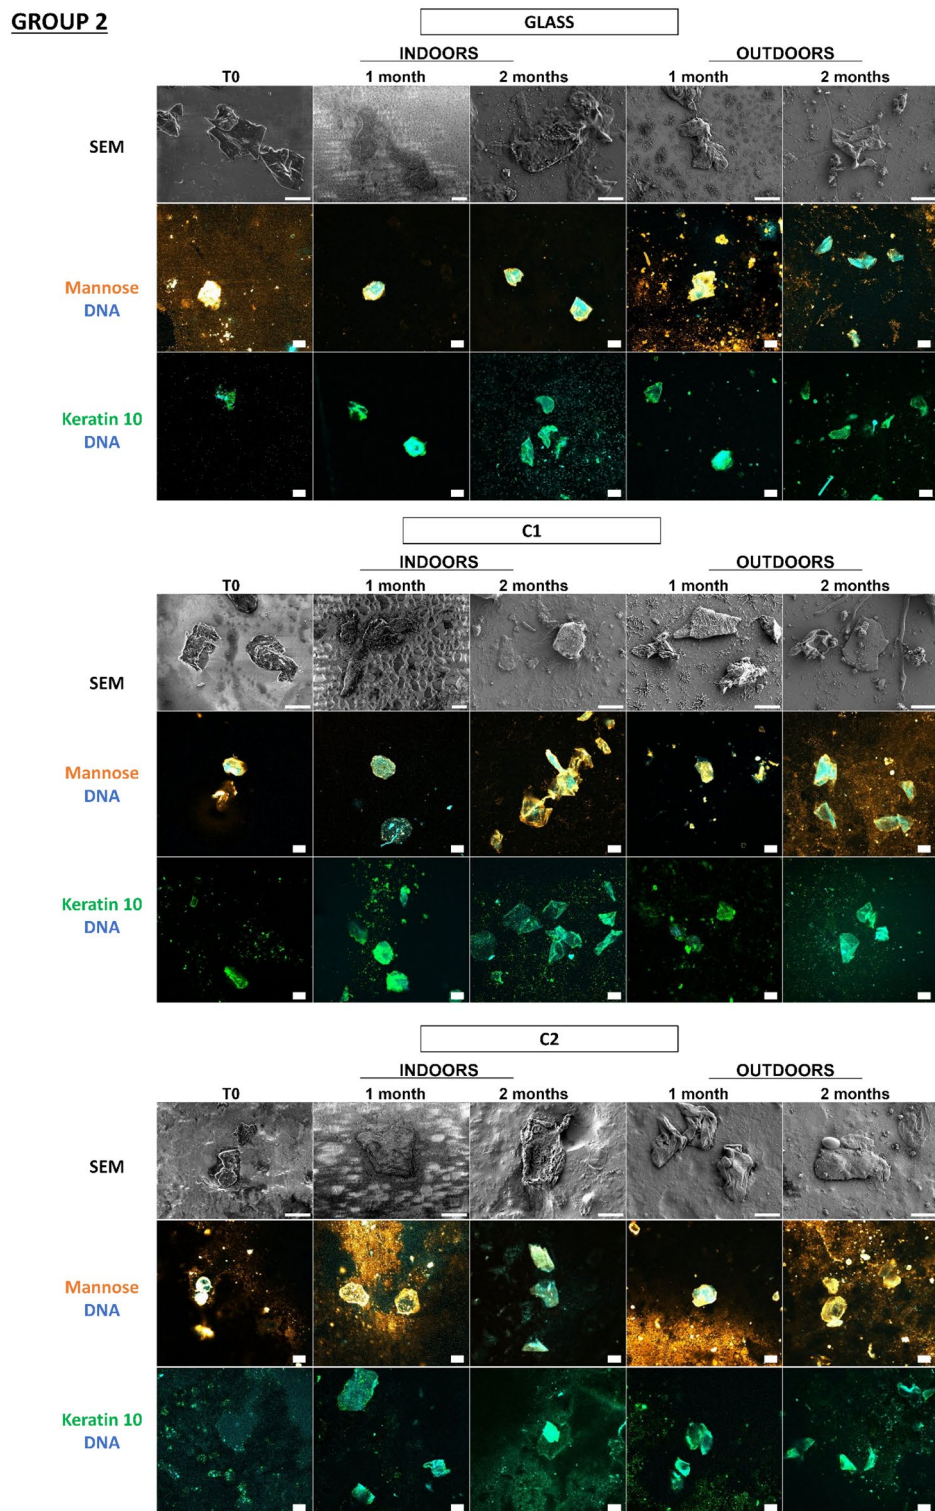 GROUP 2
GLASS
INDOORS OUTDOORS
T0 1 month 2 months 1 month 2 months
SEM
Mannose
DNA
Keratin 10
DNA
C1
INDOORS OUTDOORS
T0 1 month 2 months 1 month 2 months
SEM
Mannose
DNA
Keratin 10
DNA
C2
INDOORS OUTDOORS
T0 1 month 2 months 1 month 2 months
SEM
Mannose
DNA
Keratin 10
DNA